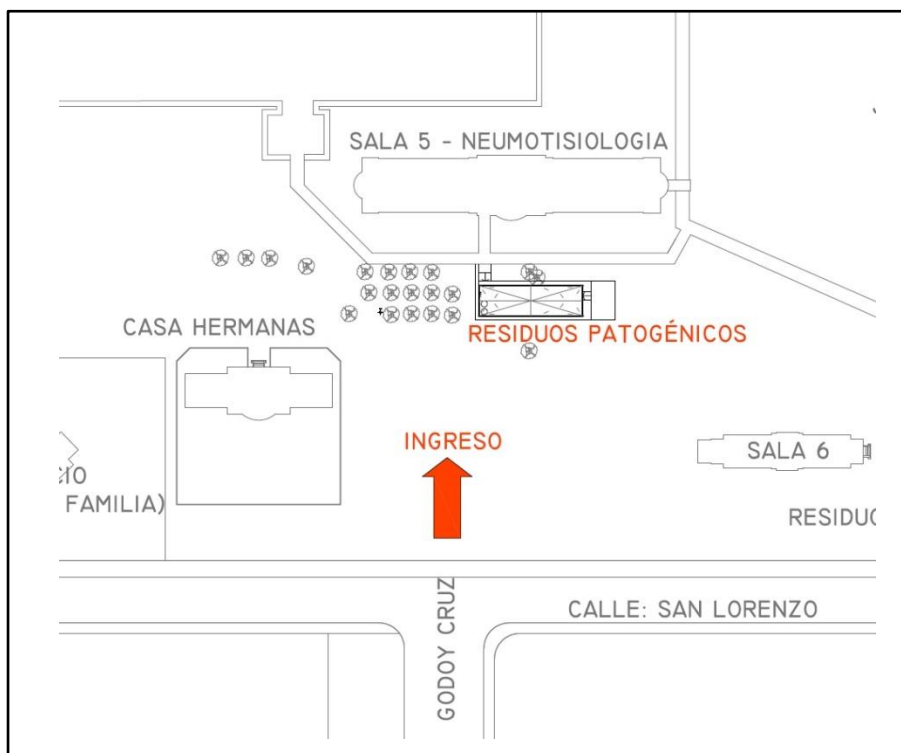 SALA 5 - NEUMOTISIOLOGIA
CASA HERMANAS
RESIDUOS PATOGÉNICOS
INGRESO
SALA 6
FAMILIA)
CALLE: SAN LORENZO
GODOY CRUZ